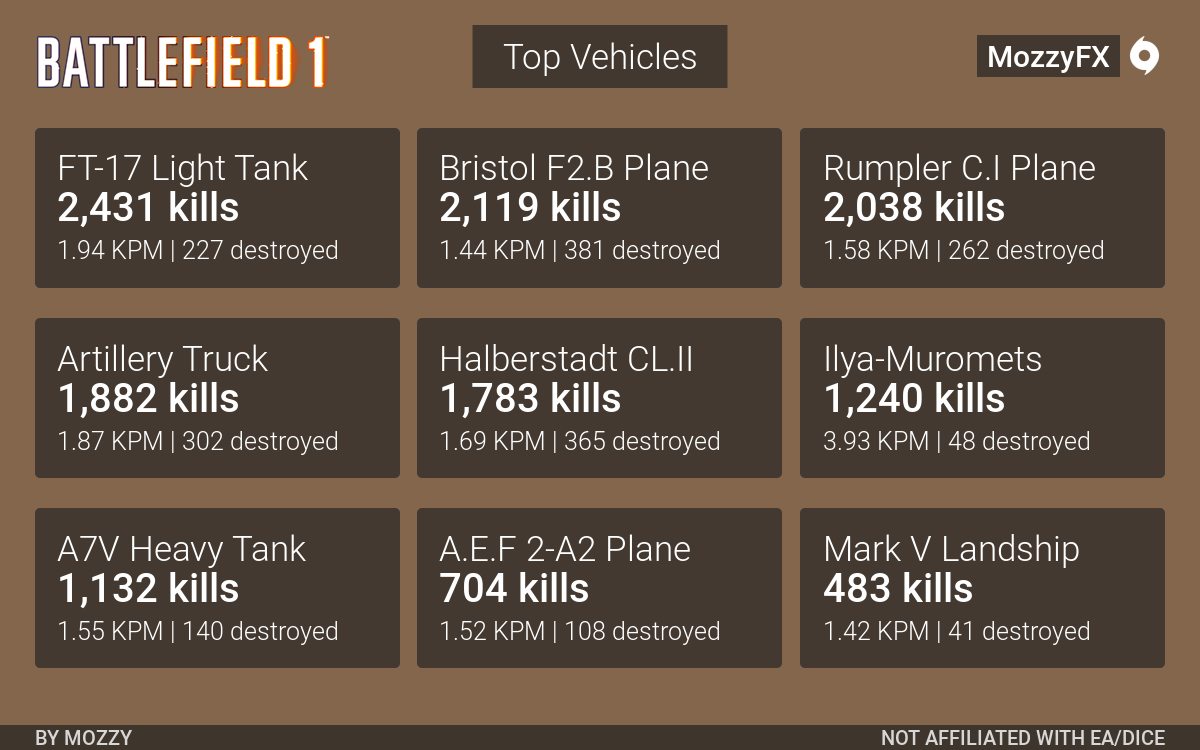 BATTLEFIELD 1
Top Vehicles
MozzyFX
FT-17 Light Tank
2,431 kills
1.94 KPM | 227 destroyed
Bristol F2.B Plane
2,119 kills
1.44 KPM | 381 destroyed
Rumpler C.I Plane
2,038 kills
1.58 KPM | 262 destroyed
Artillery Truck
1,882 kills
1.87 KPM | 302 destroyed
Halberstadt CL.II
1,783 kills
1.69 KPM | 365 destroyed
Ilya-Muromets
1,240 kills
3.93 KPM | 48 destroyed
A7V Heavy Tank
1,132 kills
1.55 KPM | 140 destroyed
A.E.F 2-A2 Plane
704 kills
1.52 KPM | 108 destroyed
Mark V Landship
483 kills
1.42 KPM | 41 destroyed
BY MOZZY
NOT AFFILIATED WITH EA/DICE